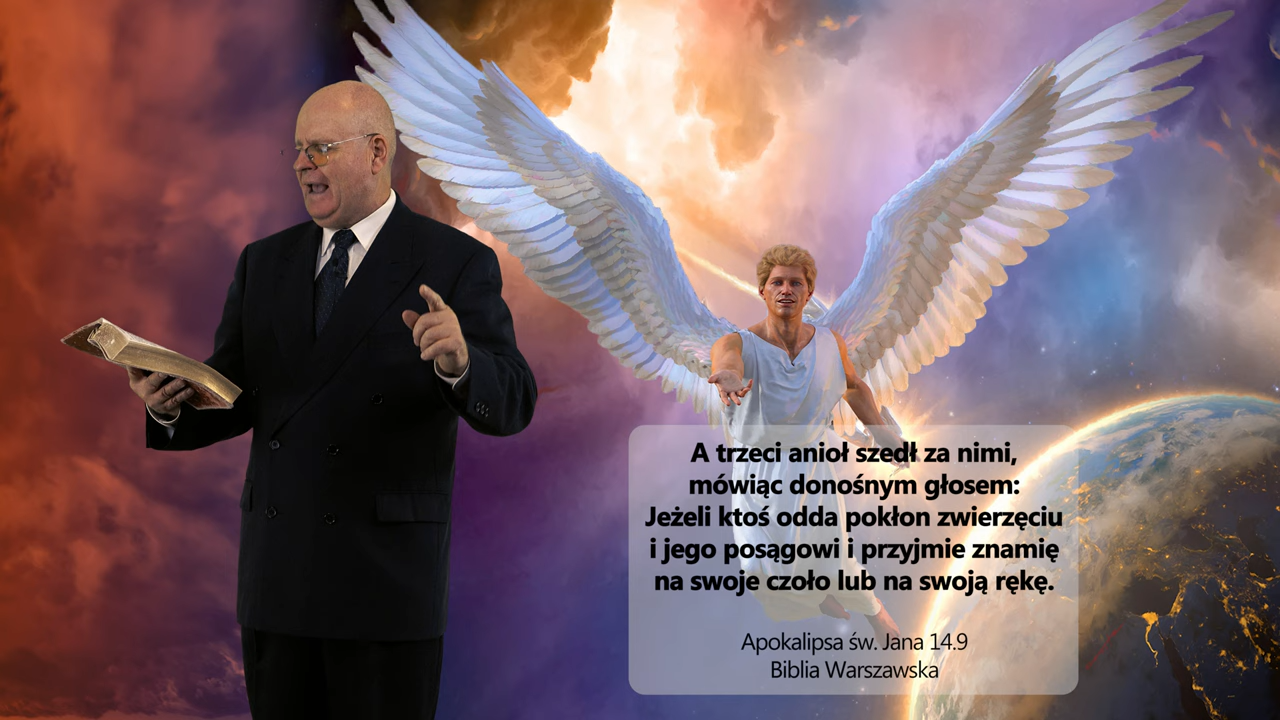 A trzeci anioł szedł za nimi,
mówiąc donośnym głosem:
Jeżeli ktoś odda pokłon zwierzęciu
i jego posągowi i przyjmie znamię
na swoje czoło lub na swoją rękę.
Apokalipsa św. Jana 14.9
Biblia Warszawska